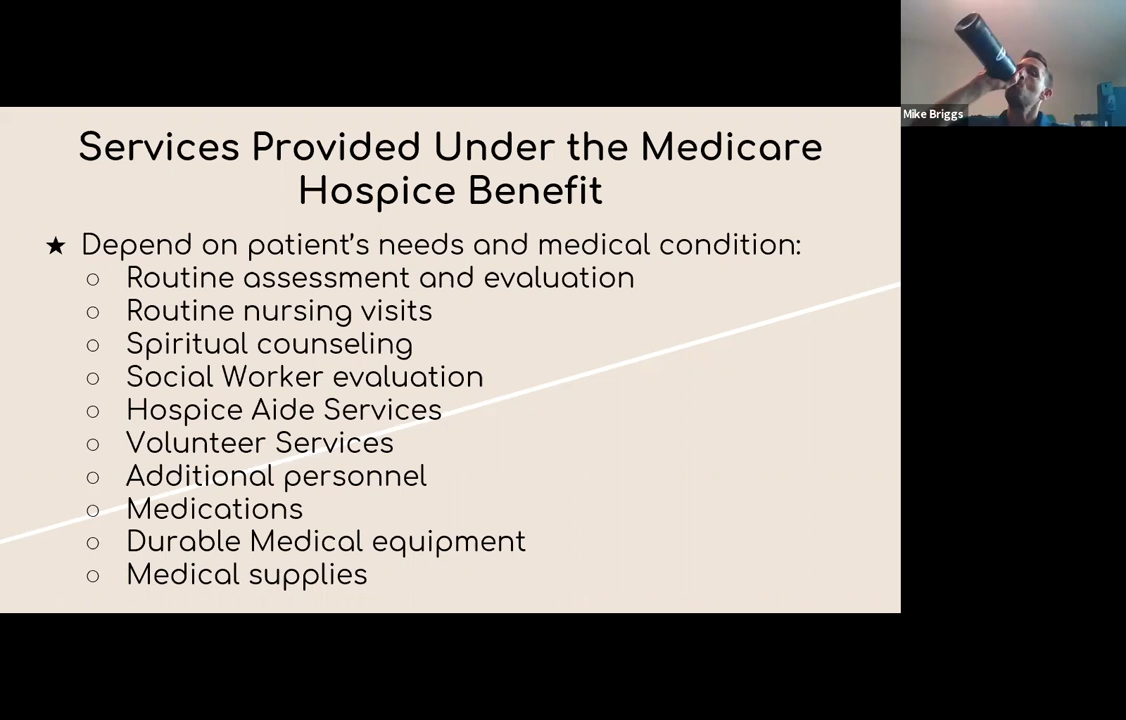 Services Provided Under the Medicare
Hospice Benefit
★ Depend on patient's needs and medical condition:
○ Routine assessment and evaluation
○ Routine nursing visits
○ Spiritual counseling
○ Social Worker evaluation
○ Hospice Aide Services
○ Volunteer Services
○ Additional personnel
○ Medications
○ Durable Medical equipment
○ Medical supplies
Mike Briggs